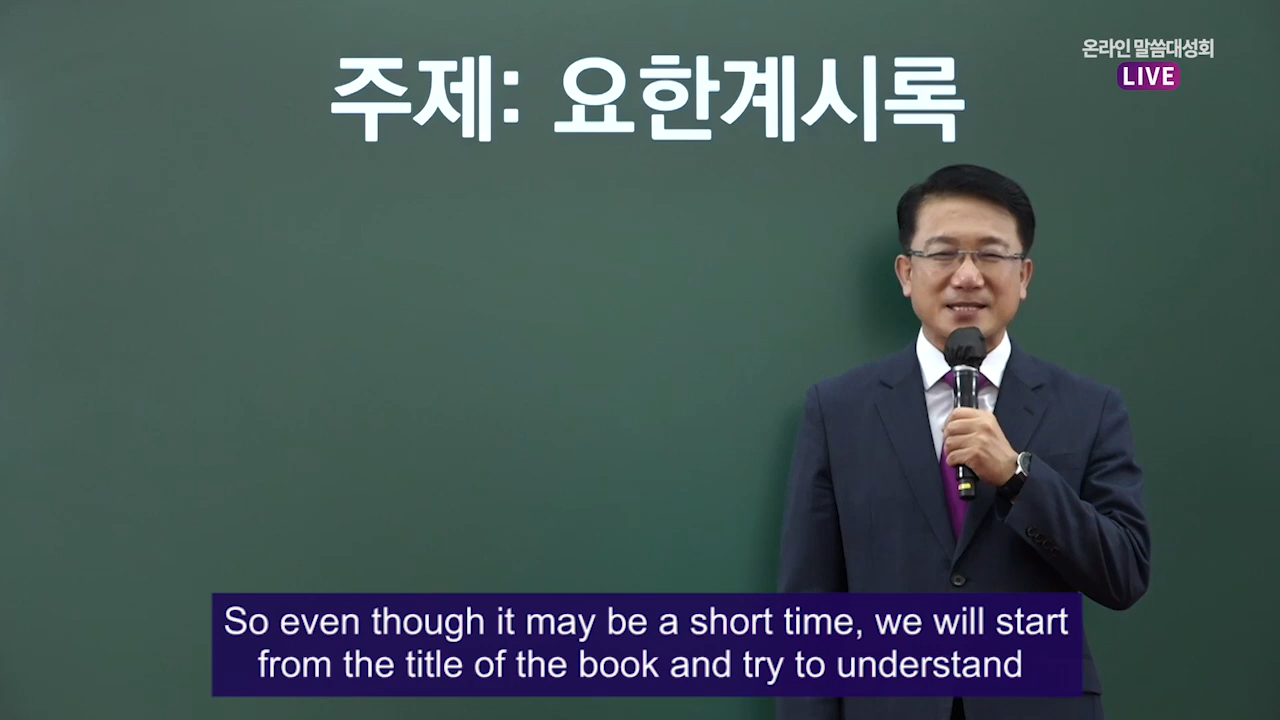 온라인 말씀대성회
LIVE
주제: 요한계시록
So even though it may be a short time, we will start
from the title of the book and try to understand